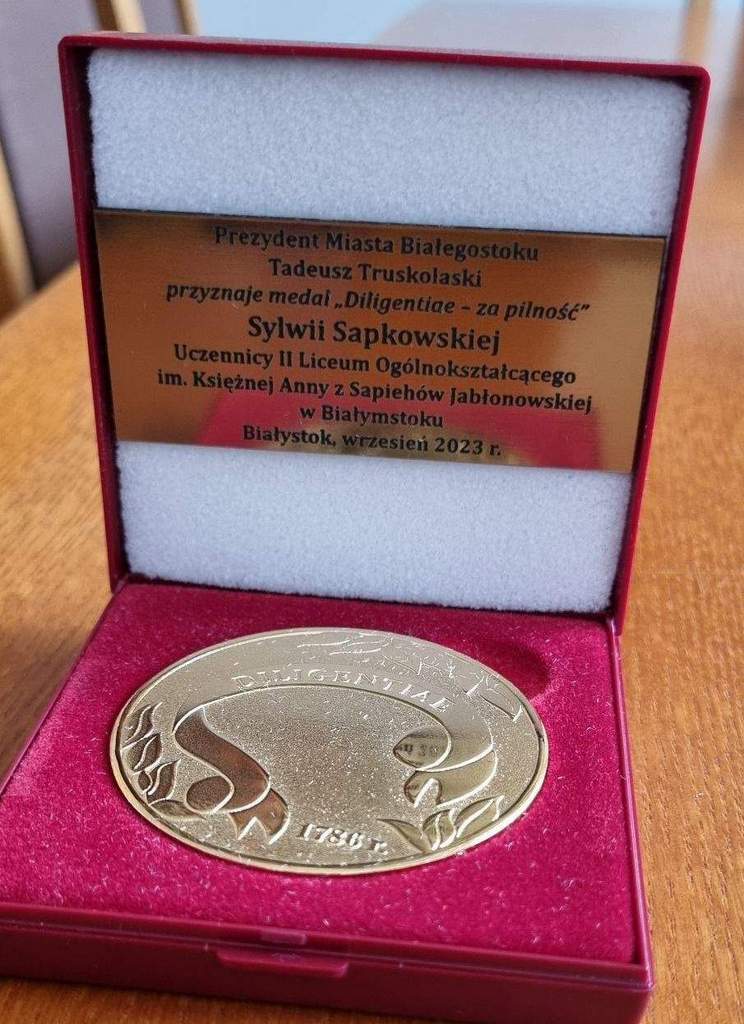 Prezydent Miasta Białegostoku
Tadeusz Truskolaski
przyznaje medal „Diligentiae – za pilność”
Sylwii Sapkowskiej
Uczennicy II Liceum Ogólnokształcącego
im. Księżnej Anny z Sapiehów Jabłonowskiej
w Białymstoku
Białystok, wrzesień 2023 r.
DILIGENTIAE
1786 r.